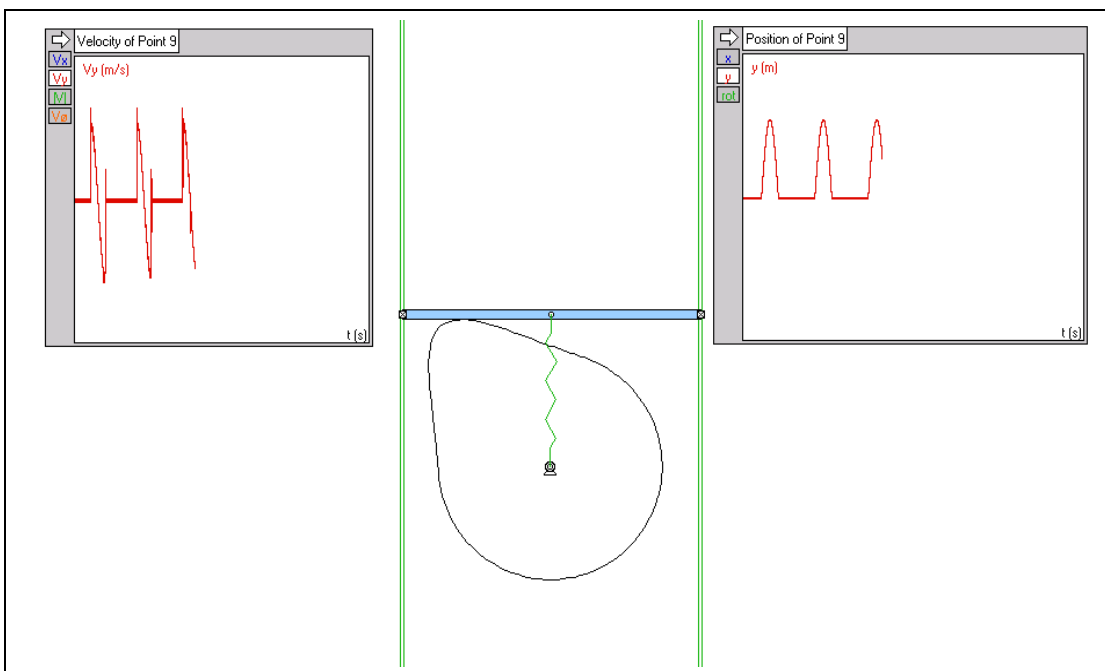 Velocity of Point 9
Vx
Vy
|V|
Vø
Vy (m/s)
t (s)
Position of Point 9
x
y
rot
y (m)
t (s)